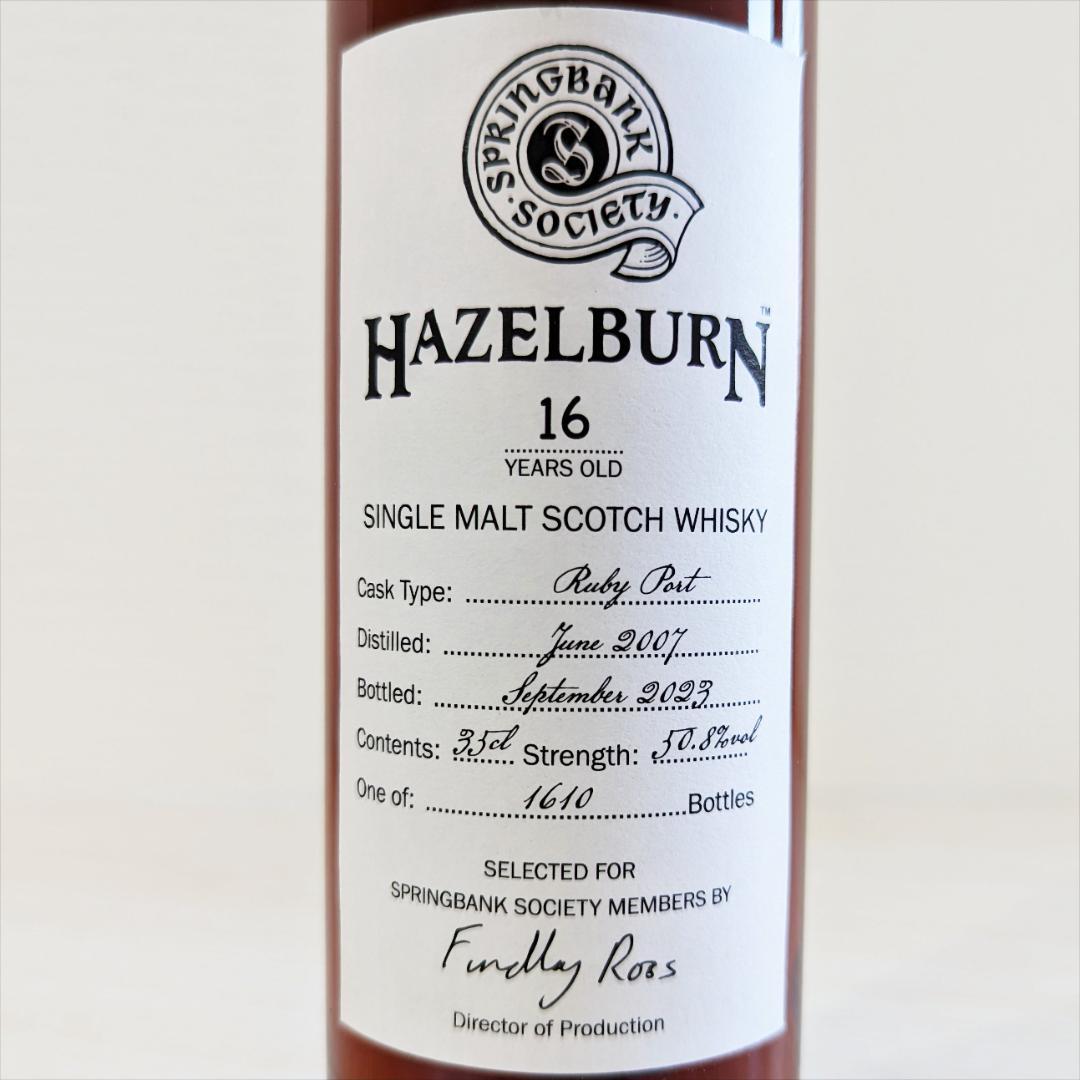 SPRINGBANK
S
· SOCIETY ·
HAZELBURN™
16
YEARS OLD
SINGLE MALT SCOTCH WHISKY
Cask Type: Ruby Port
Distilled: June 2007
Bottled: September 2023
Contents: 35cl Strength: 50.8%vol
One of: 1610 Bottles
SELECTED FOR
SPRINGBANK SOCIETY MEMBERS BY
Findlay Ross
Director of Production